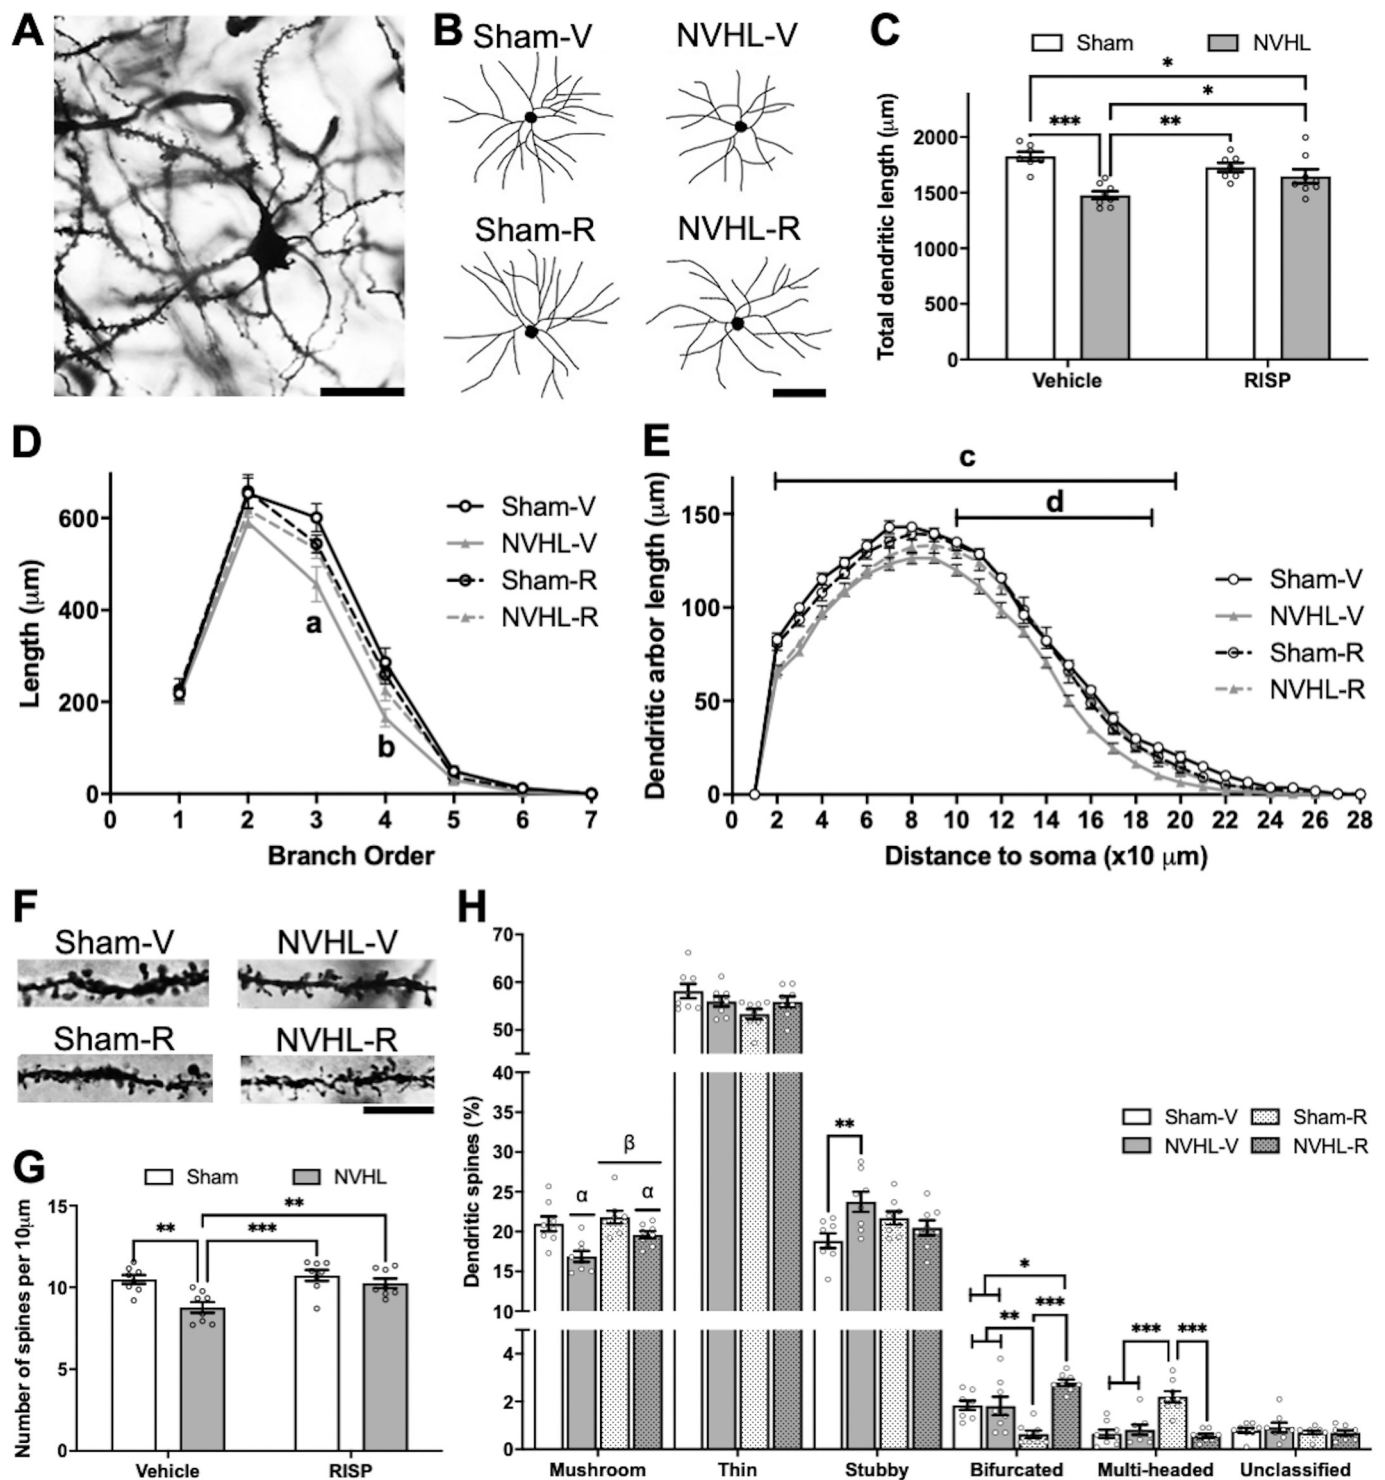 A
B
Sham-V
NVHL-V
Sham-R
NVHL-R
C
Sham
NVHL
*
*
***
**
Total dendritic length (μm)
2000
1500
1000
500
0
Vehicle
RISP
D
Length (μm)
600
400
200
0
a
b
Sham-V
NVHL-V
Sham-R
NVHL-R
0 1 2 3 4 5 6 7
Branch Order
E
c
d
Dendritic arbor length (μm)
150
100
50
0
Sham-V
NVHL-V
Sham-R
NVHL-R
0 2 4 6 8 10 12 14 16 18 20 22 24 26 28
Distance to soma (x10 μm)
F
Sham-V
NVHL-V
Sham-R
NVHL-R
G
Sham
NVHL
**
**
***
Number of spines per 10μm
15
10
5
0
Vehicle
RISP
H
Dendritic spines (%)
70
60
50
40
35
30
25
20
15
10
4
2
0
Sham-V
Sham-R
NVHL-V
NVHL-R
β
α
α
**
*
**
***
***
***
Mushroom
Thin
Stubby
Bifurcated
Multi-headed
Unclassified